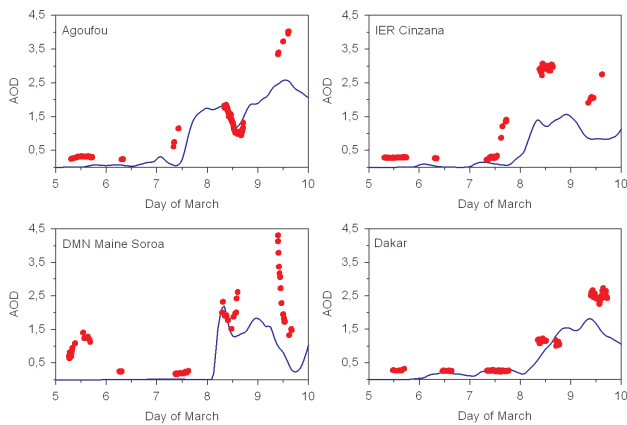 4,5
Agoufou
3,5
AOD
2,5
1,5
0,5
5 6 7 8 9 10
Day of March
4,5
IER Cinzana
3,5
AOD
2,5
1,5
0,5
5 6 7 8 9 10
Day of March
4,5
DMN Maine Soroa
3,5
AOD
2,5
1,5
0,5
5 6 7 8 9 10
Day of March
4,5
Dakar
3,5
AOD
2,5
1,5
0,5
5 6 7 8 9 10
Day of March